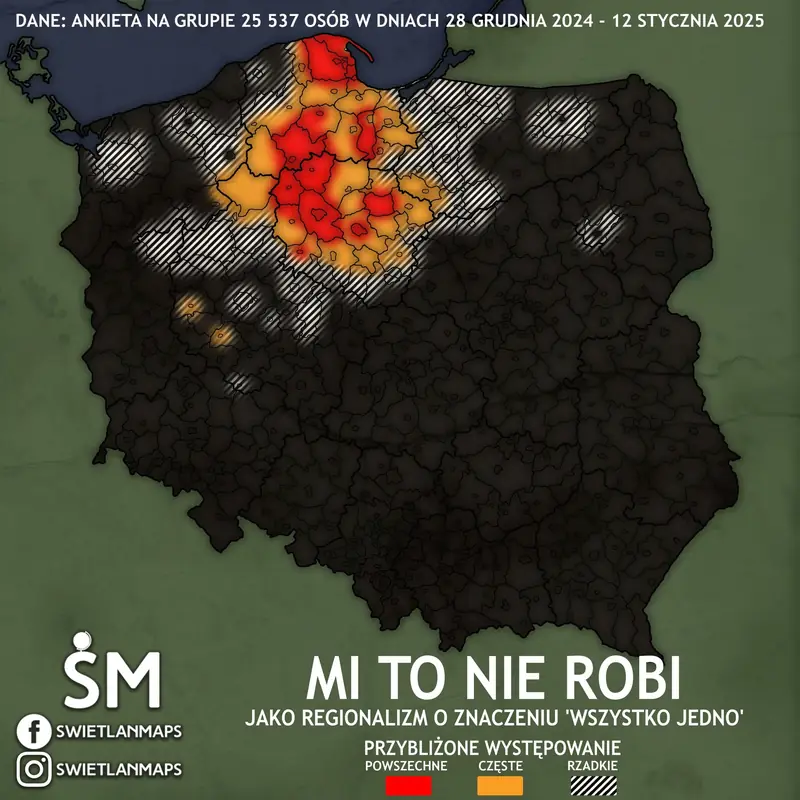 DANE: ANKIETA NA GRUPIE 25 537 OSÓB W DNIACH 28 GRUDNIA 2024 - 12 STYCZNIA 2025
ŚM
SWIETLANMAPS
SWIETLANMAPS
MI TO NIE ROBI
JAKO REGIONALIZM O ZNACZENIU 'WSZYSTKO JEDNO'
PRZYBLIŻONE WYSTĘPOWANIE
POWSZECHNE CZĘSTE RZADKIE